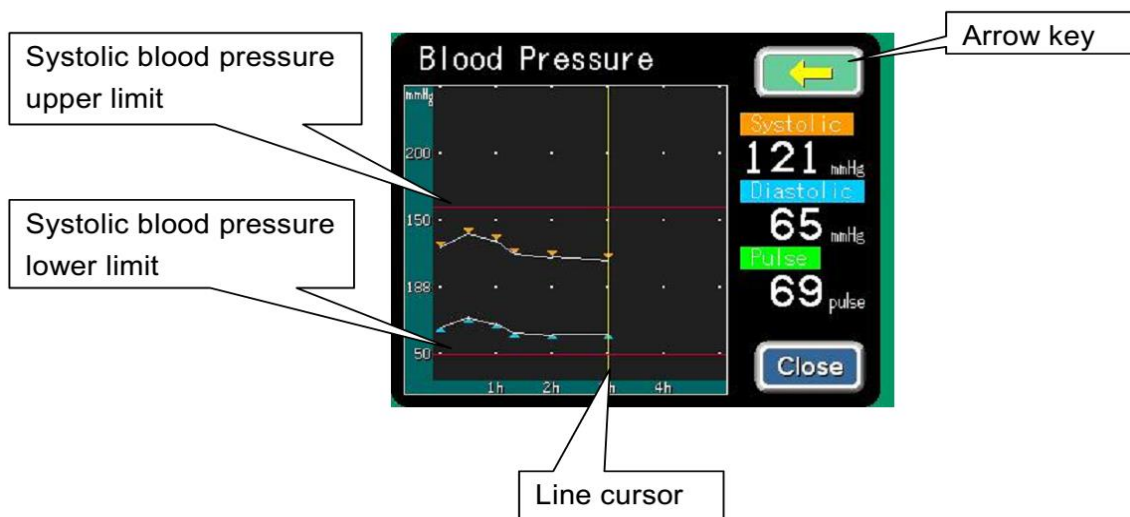 Systolic blood pressure
upper limit
Systolic blood pressure
lower limit
Blood Pressure
mmHg
200
150
188
50
1h
2h
h
4h
Arrow key
Systolic
121 mmHg
Diastolic
65 mmHg
Pulse
69 pulse
Close
Line cursor